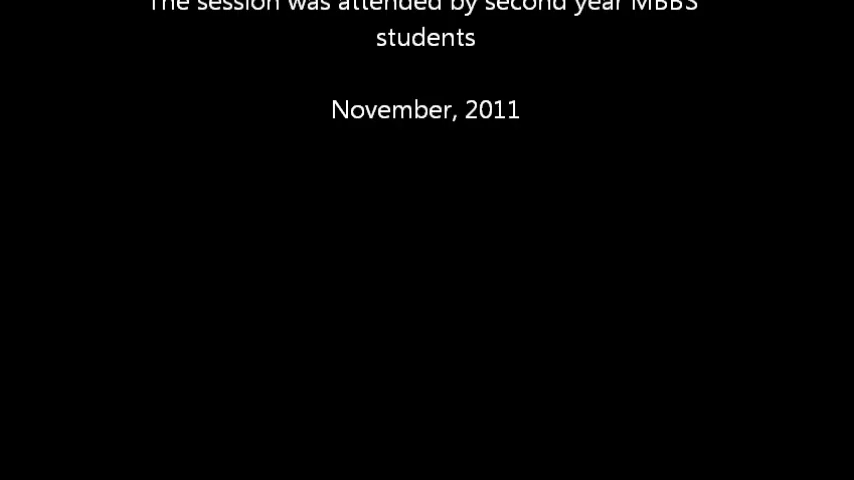 The session was attended by second year MBBS
students
November, 2011